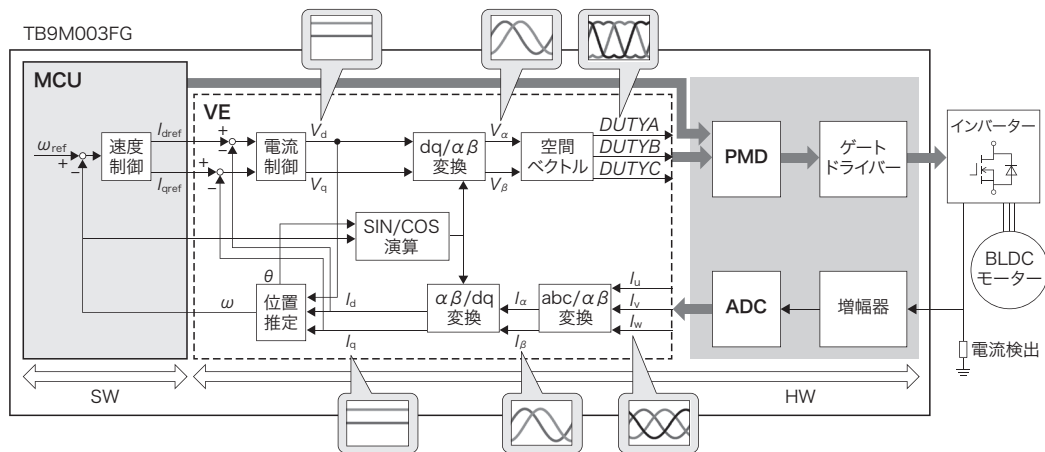 TB9M003FG
MCU
VE
ωref
+
−
速度
制御
Idref
Iqref
+
−
+
−
電流
制御
Vd
Vq
dq/αβ
変換
Vα
Vβ
空間
ベクトル
DUTYA
DUTYB
DUTYC
PMD
ゲート
ドライバー
インバーター
BLDC
モーター
SIN/COS
演算
θ
ω
位置
推定
Id
Iq
αβ/dq
変換
Iα
Iβ
abc/αβ
変換
Iu
Iv
Iw
ADC
増幅器
電流検出
SW
HW